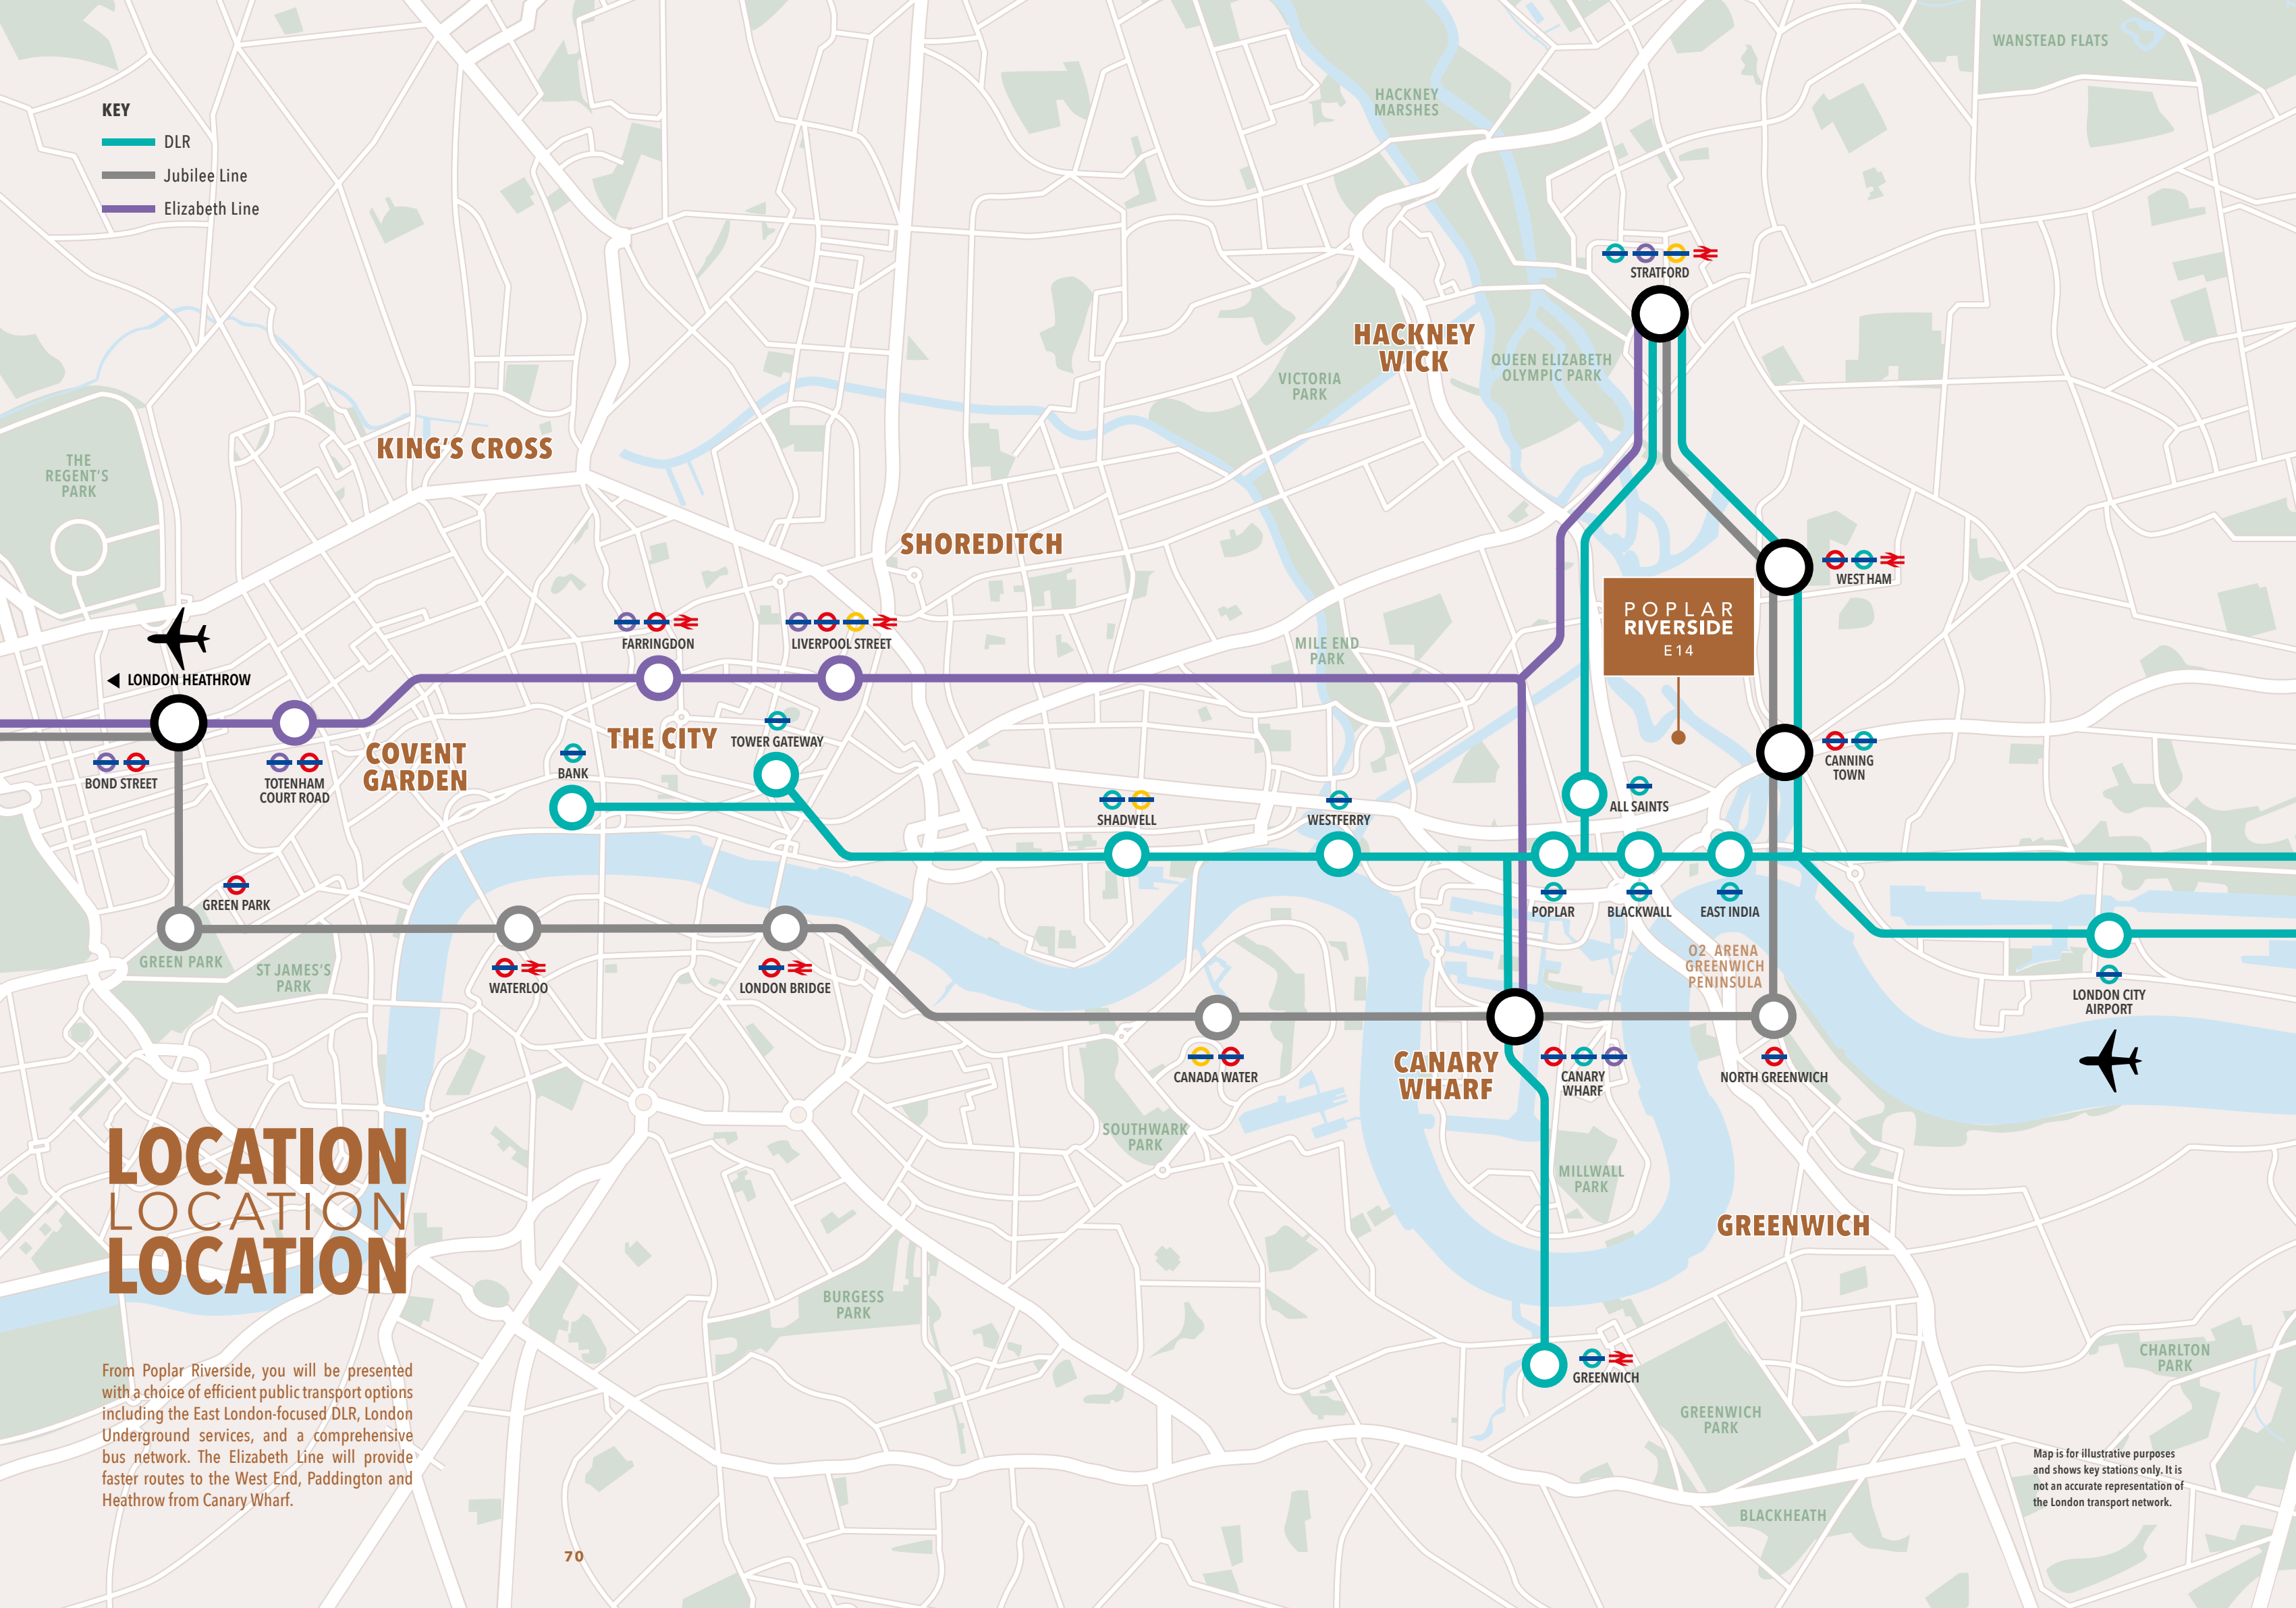 KEY
DLR
Jubilee Line
Elizabeth Line
WANSTEAD FLATS
HACKNEY
MARSHES
STRATFORD
HACKNEY
WICK
QUEEN ELIZABETH
OLYMPIC PARK
VICTORIA
PARK
KING'S CROSS
THE
REGENT'S
PARK
SHOREDITCH
WEST HAM
POPLAR
RIVERSIDE
E14
FARRINGDON
LIVERPOOL STREET
MILE END
PARK
LONDON HEATHROW
BOND STREET
TOTENHAM
COURT ROAD
COVENT
GARDEN
THE CITY
TOWER GATEWAY
BANK
CANNING
TOWN
SHADWELL
WESTFERRY
ALL SAINTS
POPLAR
BLACKWALL
EAST INDIA
GREEN PARK
GREEN PARK
ST JAMES'S
PARK
WATERLOO
LONDON BRIDGE
O2 ARENA
GREENWICH
PENINSULA
LONDON CITY
AIRPORT
CANADA WATER
CANARY
WHARF
CANARY
WHARF
NORTH GREENWICH
SOUTHWARK
PARK
MILLWALL
PARK
GREENWICH
LOCATION
LOCATION
LOCATION
BURGESS
PARK
GREENWICH
CHARLTON
PARK
GREENWICH
PARK
BLACKHEATH
From Poplar Riverside, you will be presented
with a choice of efficient public transport options
including the East London-focused DLR, London
Underground services, and a comprehensive
bus network. The Elizabeth Line will provide
faster routes to the West End, Paddington and
Heathrow from Canary Wharf.
Map is for illustrative purposes
and shows key stations only. It is
not an accurate representation of
the London transport network.
70